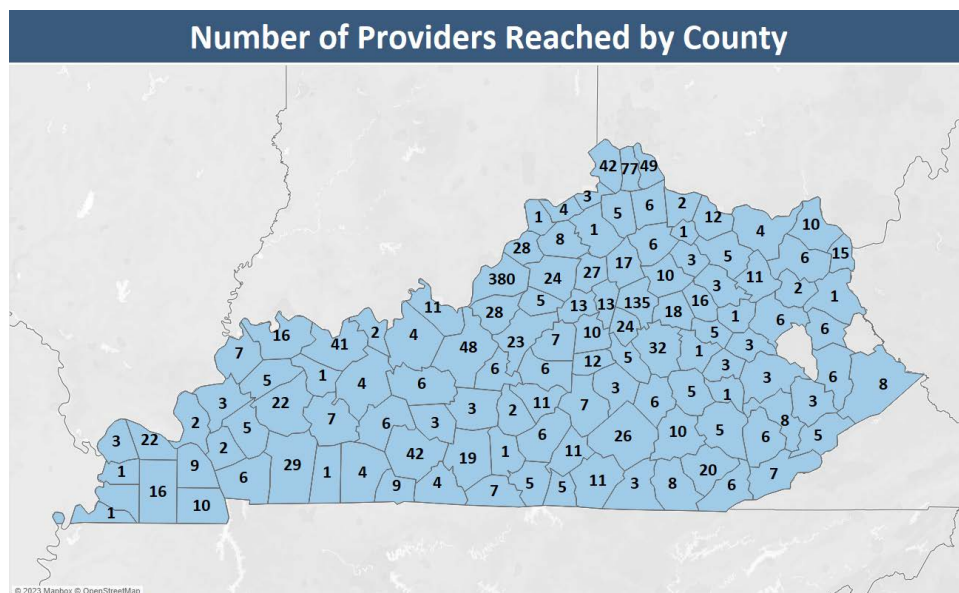 Number of Providers Reached by County
42 77 49
3
1 4 5 6 2 12
4 10
28 8 1 1
6 5 6 15
380 24 27 17 10 3 11
2
11 28 5 13 13 135 18 16 3 1
16 41 2 4 48 23 7 10 24 5 1 6 6
7 6 6 12 5 32 1 3
5 1 4 6 3 3 6 8
3 22 3 2 11 7 3 6 5 1 3
2 5 7 6 3 8
3 22 2 42 19 1 6 11 26 10 5 6 5
1 9 6 29 1 4 20 7
16 9 4 7 5 5 11 3 8 6
1 10
© 2023 Mapbox © OpenStreetMap